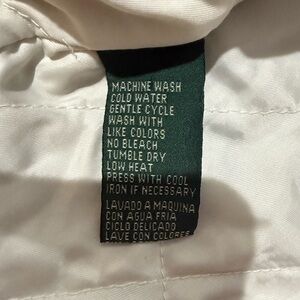 MACHINE WASH
COLD WATER
GENTLE CYCLE
WASH WITH
LIKE COLORS
NO BLEACH
TUMBLE DRY
LOW HEAT
PRESS WITH COOL
IRON IF NECESSARY
LAVADO A MAQUINA
CON AGUA FRIA
CICLO DELICADO
LAVE CON COLORES